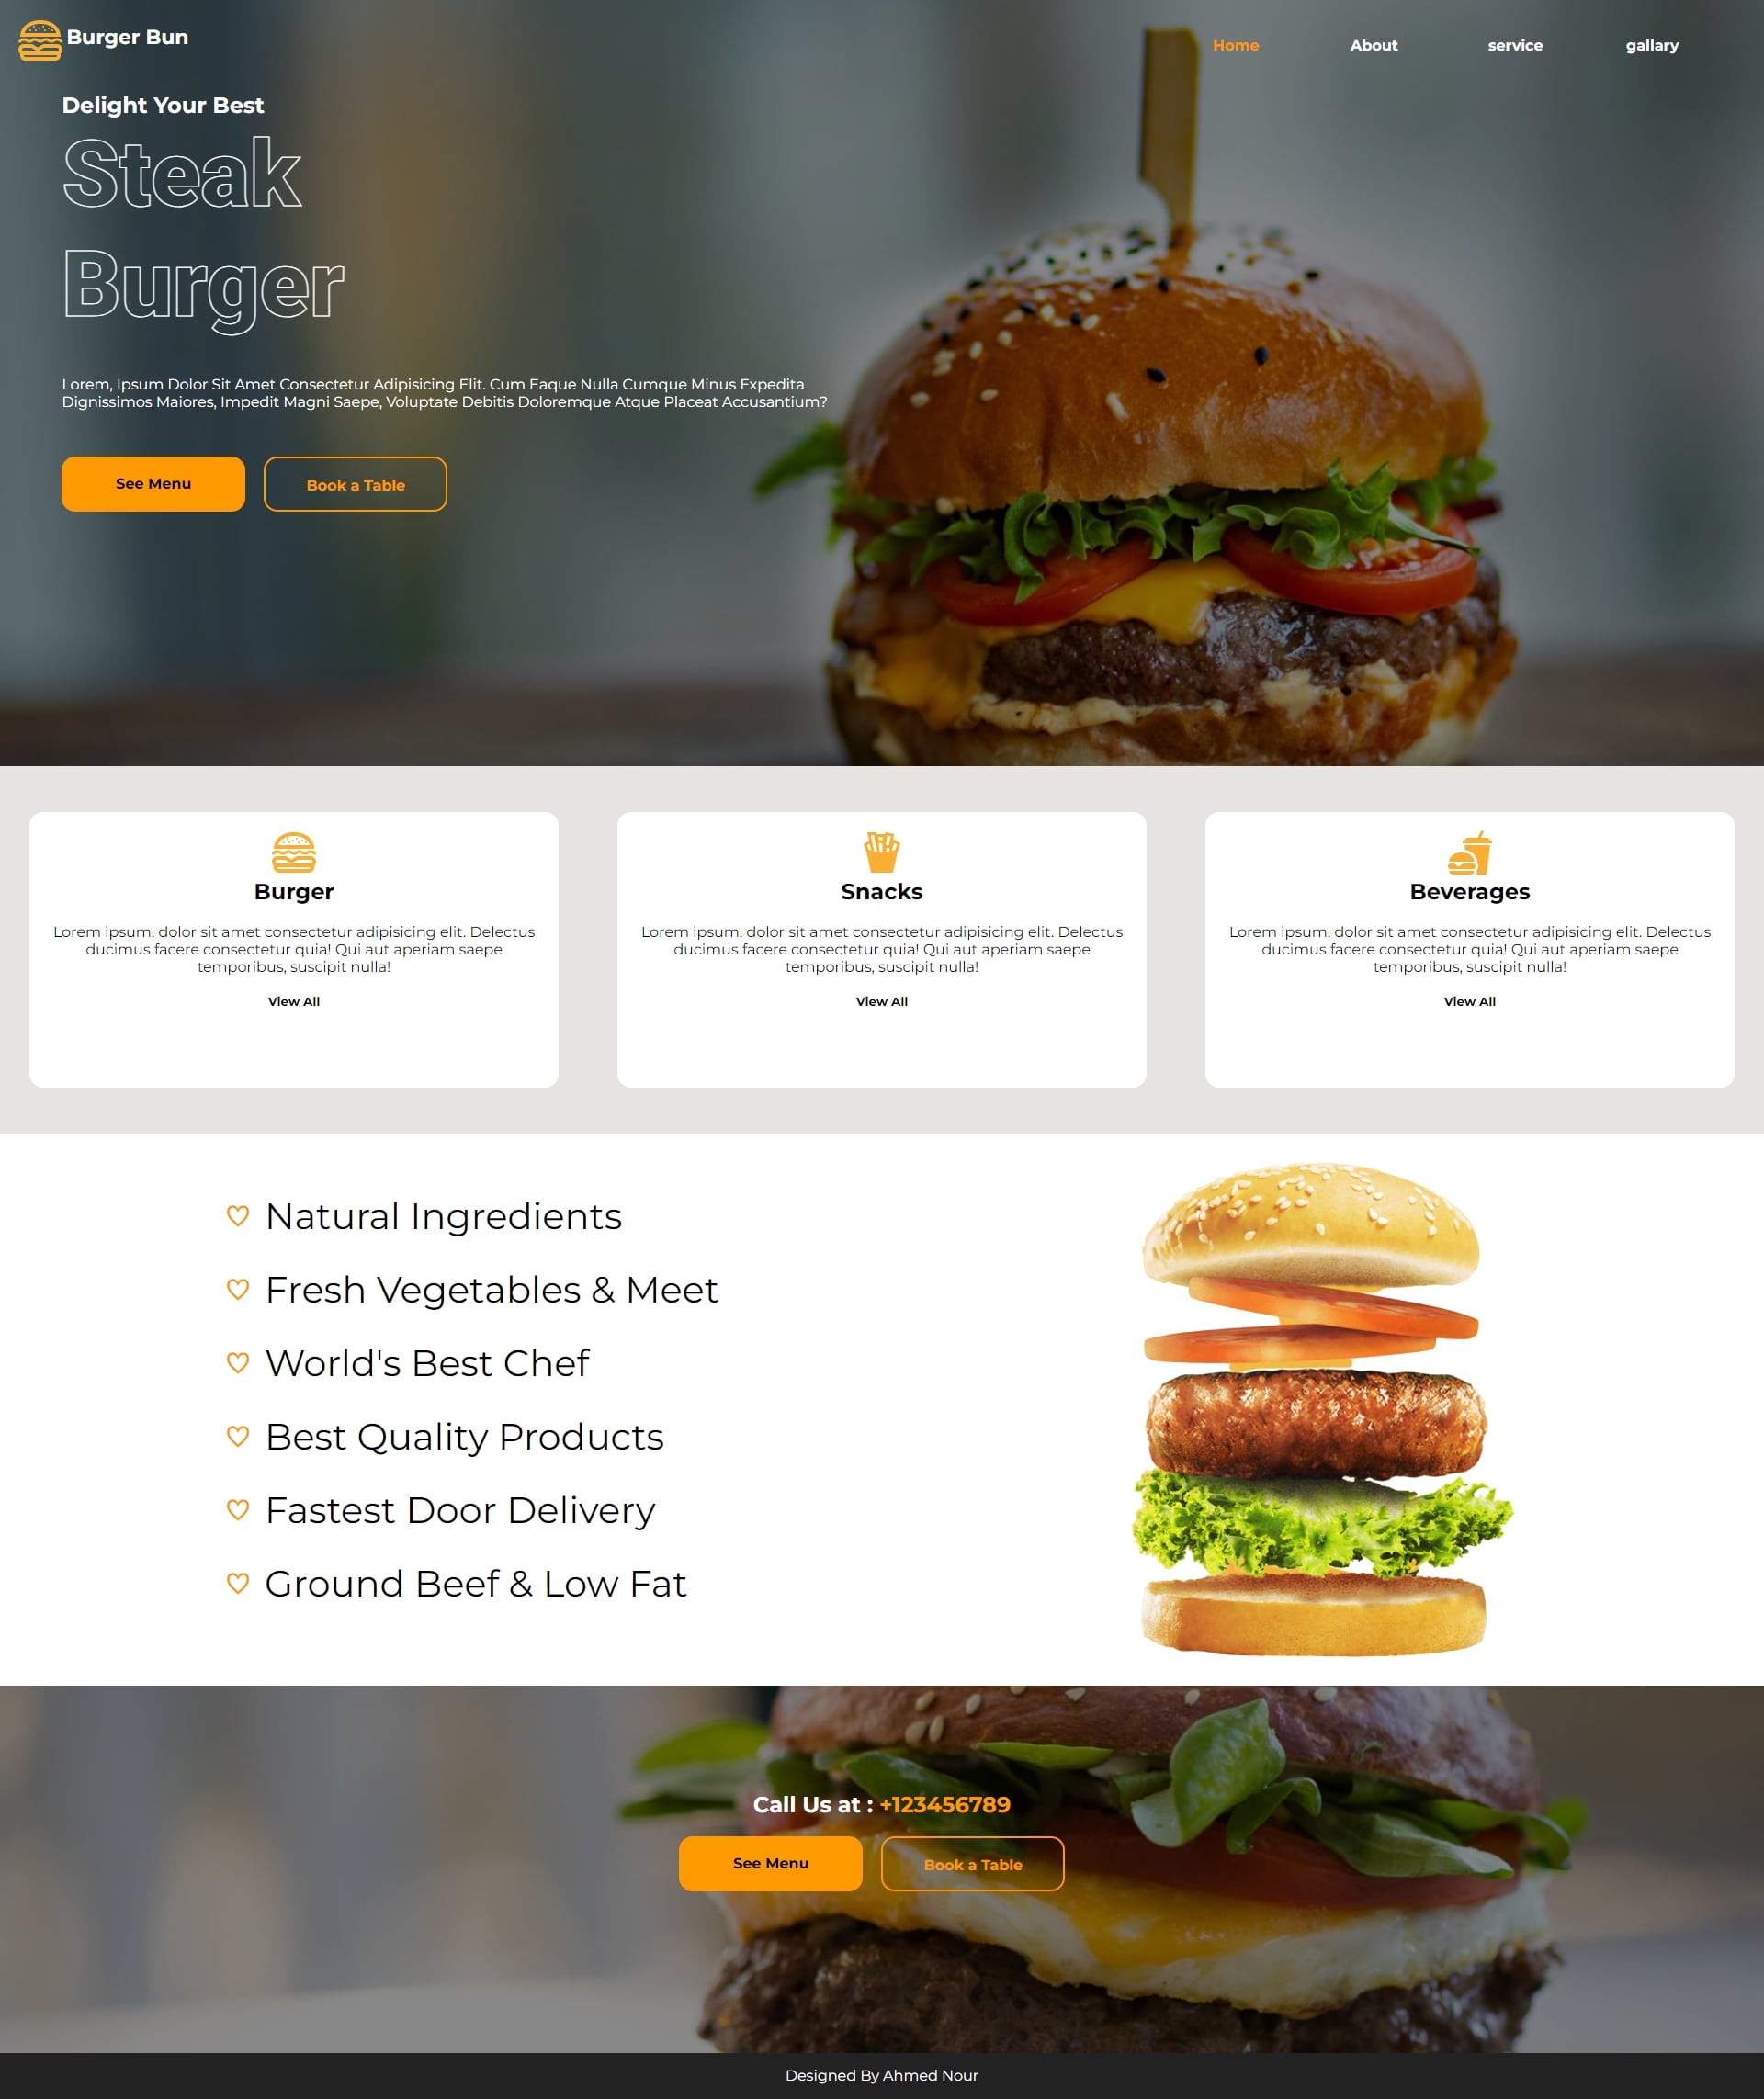 Burger Bun
Home
About
service
gallary
Delight Your Best
Steak
Burger
Lorem, Ipsum Dolor Sit Amet Consectetur Adipisicing Elit. Cum Eaque Nulla Cumque Minus Expedita
Dignissimos Maiores, Impedit Magni Saepe, Voluptate Debitis Doloremque Atque Placeat Accusantium?
See Menu
Book a Table
Burger
Lorem ipsum, dolor sit amet consectetur adipisicing elit. Delectus
ducimus facere consectetur quia! Qui aut aperiam saepe
temporibus, suscipit nulla!
View All
Snacks
Lorem ipsum, dolor sit amet consectetur adipisicing elit. Delectus
ducimus facere consectetur quia! Qui aut aperiam saepe
temporibus, suscipit nulla!
View All
Beverages
Lorem ipsum, dolor sit amet consectetur adipisicing elit. Delectus
ducimus facere consectetur quia! Qui aut aperiam saepe
temporibus, suscipit nulla!
View All
Natural Ingredients
Fresh Vegetables & Meet
World's Best Chef
Best Quality Products
Fastest Door Delivery
Ground Beef & Low Fat
Call Us at : +123456789
See Menu
Book a Table
Designed By Ahmed Nour